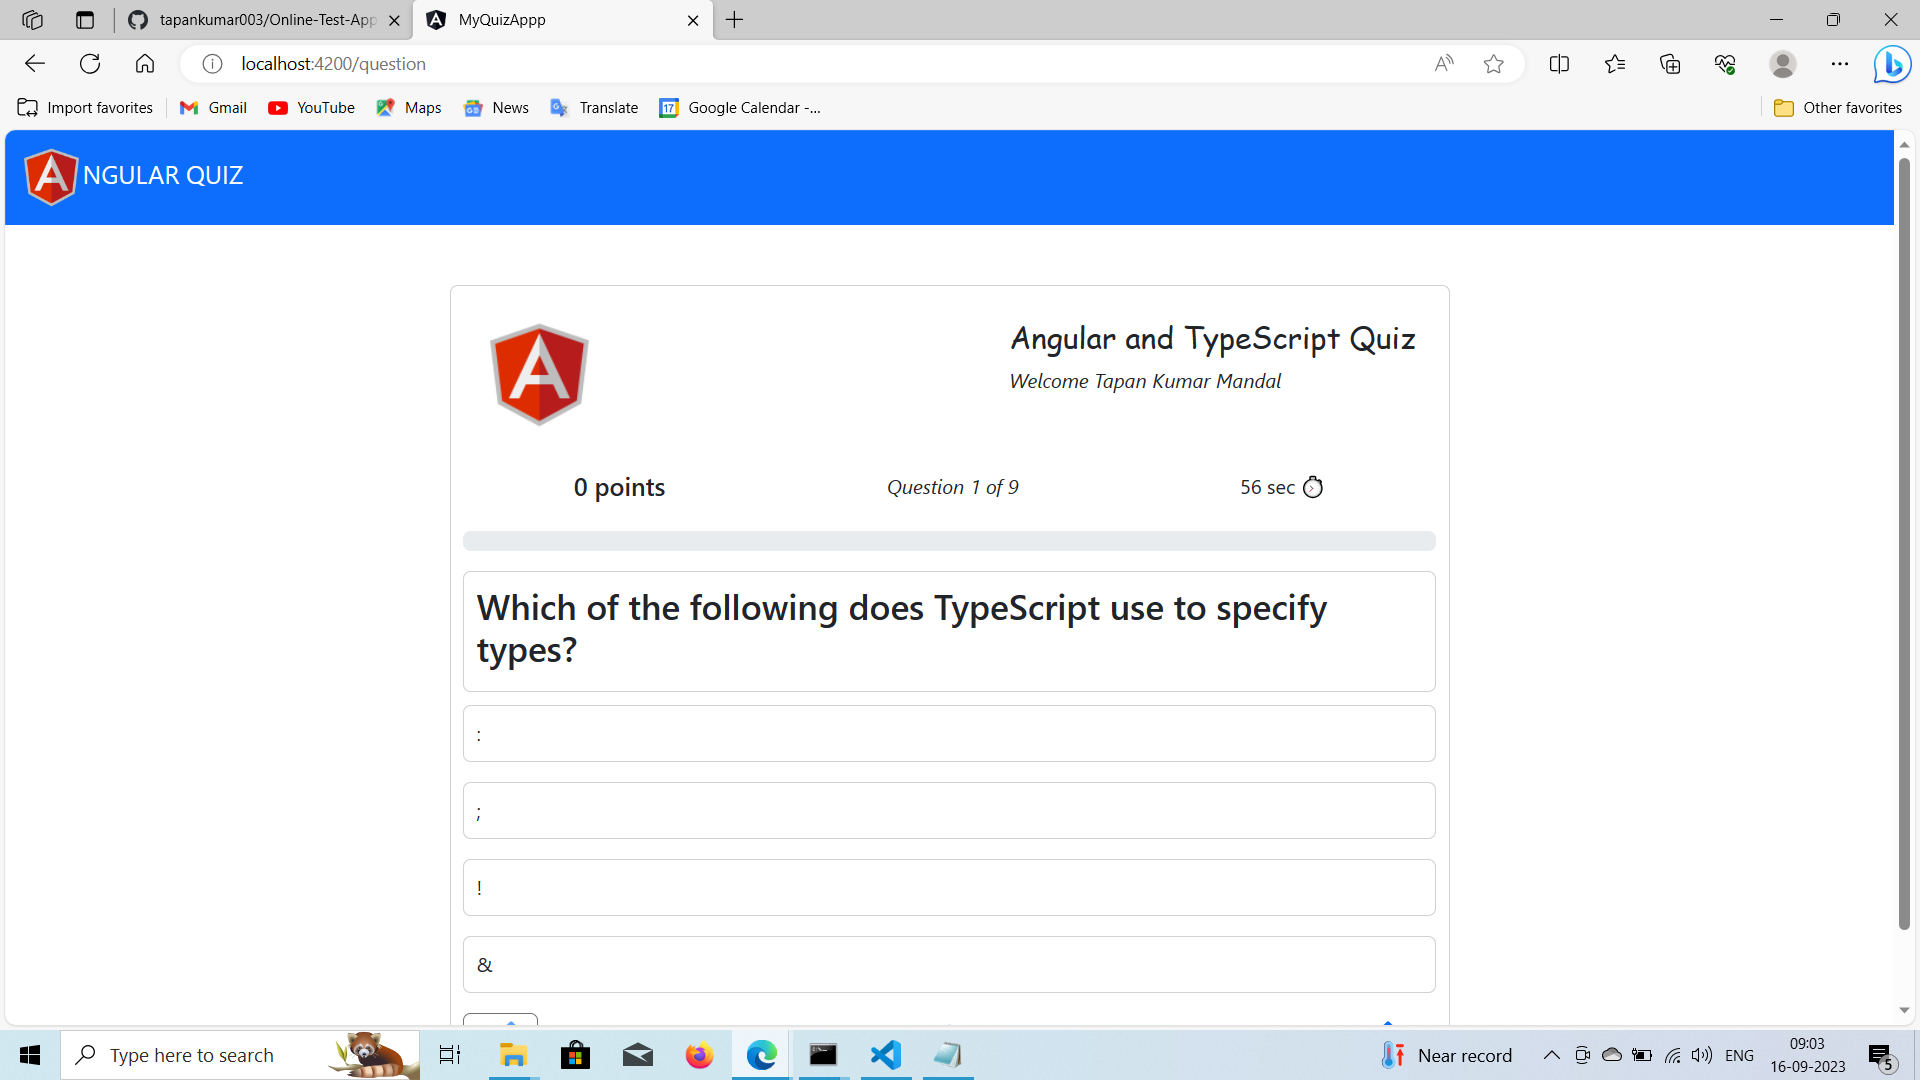 tapankumar003/Online-Test-App
MyQuizAppp
localhost:4200/question
Import favorites
Gmail
YouTube
Maps
News
Translate
Google Calendar -...
Other favorites
A NGULAR QUIZ
A
Angular and TypeScript Quiz
Welcome Tapan Kumar Mandal
0 points
Question 1 of 9
56 sec
Which of the following does TypeScript use to specify
types?
:
;
!
&
Type here to search
Near record
ENG
09:03
16-09-2023
5